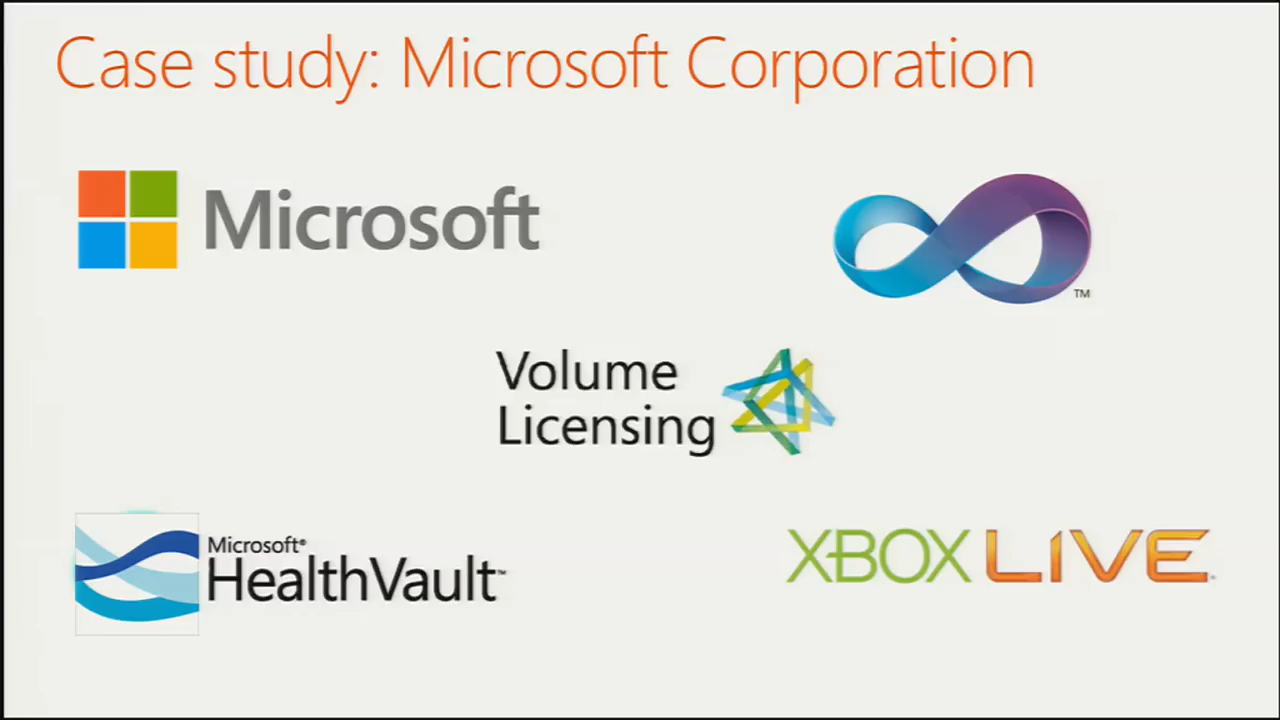 Case study: Microsoft Corporation
Microsoft
TM
Volume
Licensing
Microsoft®
HealthVault™
XBOX LIVE